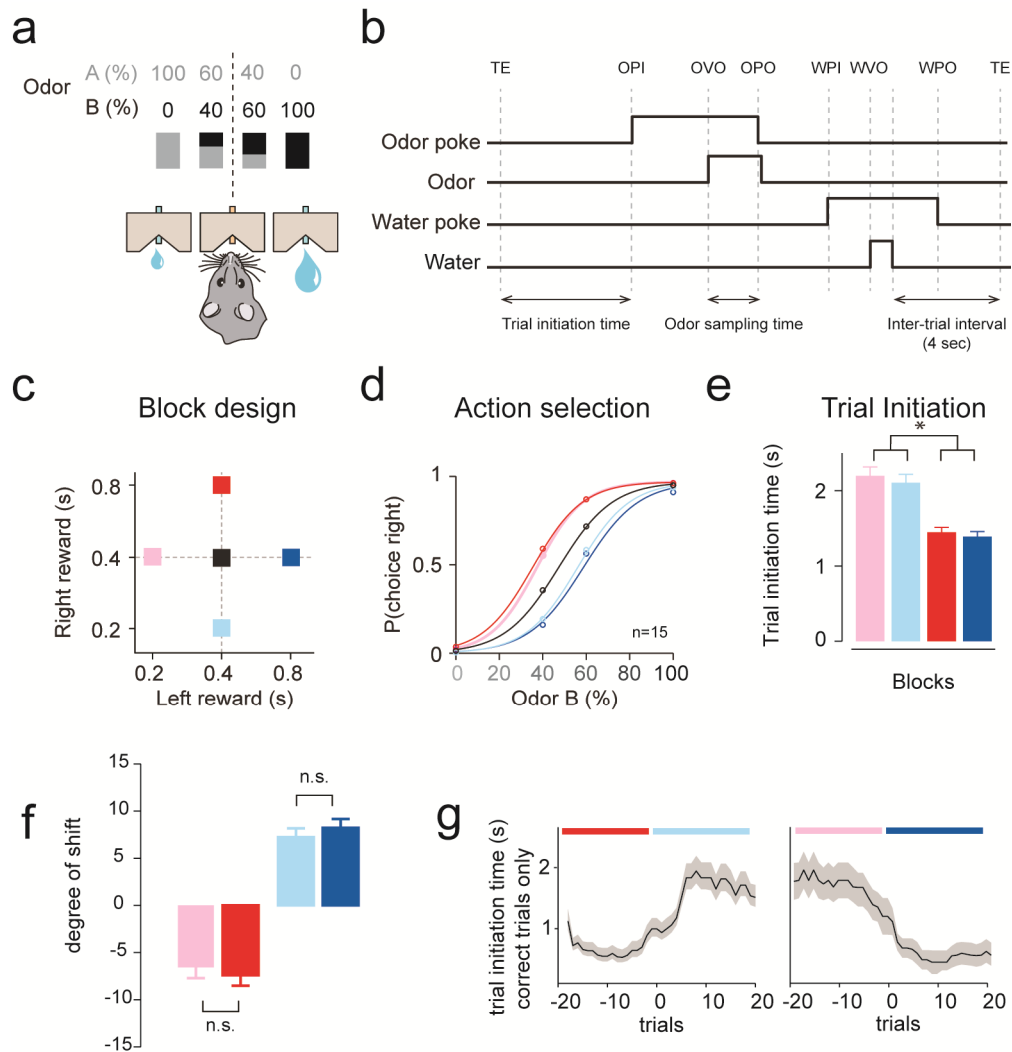 a
Odor
A (%) 100 60 40 0
B (%) 0 40 60 100
b
TE OPI OVO OPO WPI WVO WPO TE
Odor poke
Odor
Water poke
Water
Trial initiation time
Odor sampling time
Inter-trial interval
(4 sec)
c
Block design
Right reward (s)
0.8
0.4
0.2
0.2 0.4 0.8
Left reward (s)
d
Action selection
P(choice right)
1
0.5
0
n=15
0 20 40 60 80 100
Odor B (%)
e
Trial Initiation
*
Trial initiation time (s)
2
1
0
Blocks
f
degree of shift
15
10
5
0
-5
-10
-15
n.s.
n.s.
g
trial initiation time (s)
correct trials only
2
1
-20 -10 0 10 20
trials
-20 -10 0 10 20
trials